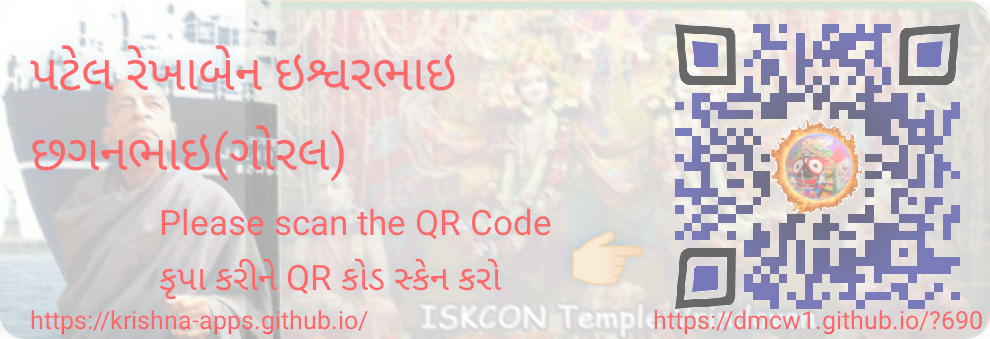 પટેલ રેખાબેન ઇશ્વરભાઇ
છગનભાઇ(ગોરલ)
Please scan the QR Code
કૃપા કરીને QR કોડ સ્કેન કરો
https://krishna-apps.github.io/
ISKCON Temple
https://dmcw1.github.io/?690